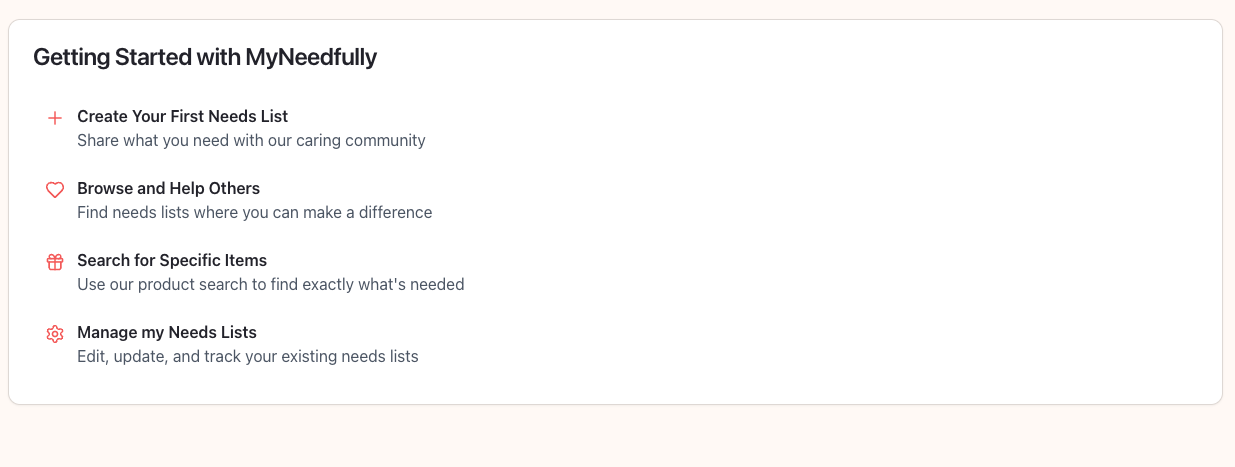 Getting Started with MyNeedfully
Create Your First Needs List
Share what you need with our caring community
Browse and Help Others
Find needs lists where you can make a difference
Search for Specific Items
Use our product search to find exactly what's needed
Manage my Needs Lists
Edit, update, and track your existing needs lists